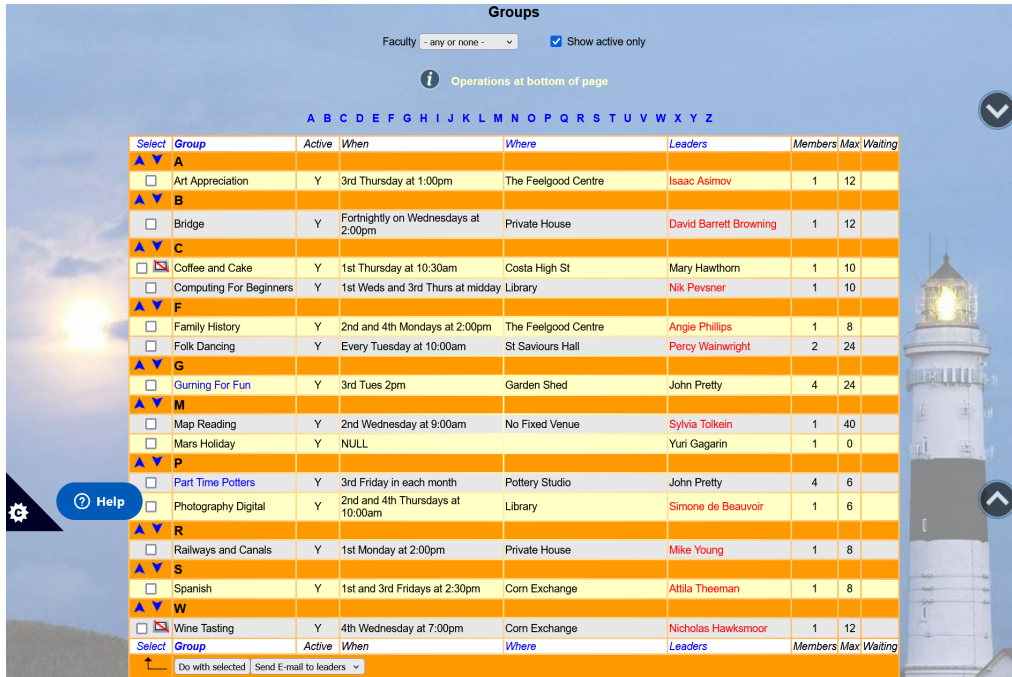 Groups
Faculty - any or none - Show active only
i Operations at bottom of page
A B C D E F G H I J K L M N O P Q R S T U V W X Y Z
Select Group Active When Where Leaders Members Max Waiting
A
Art Appreciation Y 3rd Thursday at 1:00pm The Feelgood Centre Isaac Asimov 1 12
B
Bridge Y Fortnightly on Wednesdays at 2:00pm Private House David Barrett Browning 1 12
C
Coffee and Cake Y 1st Thursday at 10:30am Costa High St Mary Hawthorn 1 10
Computing For Beginners Y 1st Weds and 3rd Thurs at midday Library Nik Pevsner 1 10
F
Family History Y 2nd and 4th Mondays at 2:00pm The Feelgood Centre Angie Phillips 1 8
Folk Dancing Y Every Tuesday at 10:00am St Saviours Hall Percy Wainwright 2 24
G
Gurning For Fun Y 3rd Tues 2pm Garden Shed John Pretty 4 24
M
Map Reading Y 2nd Wednesday at 9:00am No Fixed Venue Sylvia Tolkein 1 40
Mars Holiday Y NULL Yuri Gagarin 1 0
P
Part Time Potters Y 3rd Friday in each month Pottery Studio John Pretty 4 6
? Help
Photography Digital Y 2nd and 4th Thursdays at 10:00am Library Simone de Beauvoir 1 6
R
Railways and Canals Y 1st Monday at 2:00pm Private House Mike Young 1 8
S
Spanish Y 1st and 3rd Fridays at 2:30pm Corn Exchange Attila Theeman 1 8
W
Wine Tasting Y 4th Wednesday at 7:00pm Corn Exchange Nicholas Hawksmoor 1 12
Select Group Active When Where Leaders Members Max Waiting
Do with selected Send E-mail to leaders